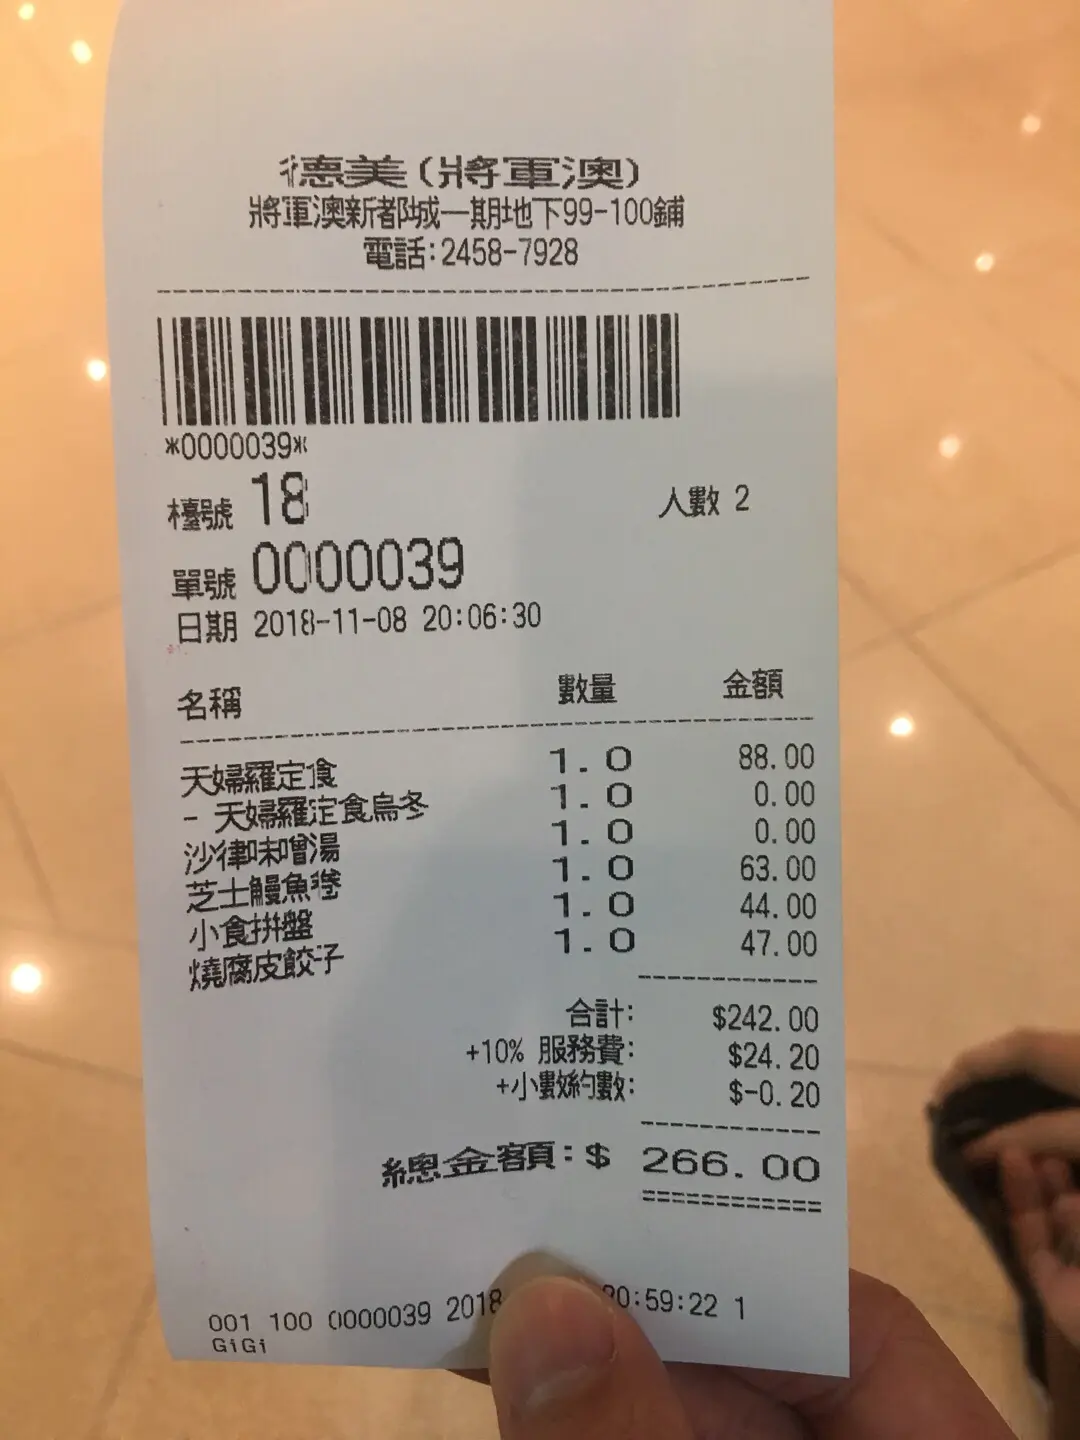 德美(將軍澳)
將軍澳新都城一期地下99-100鋪
電話:2458-7928
*0000039*
檯號 18 人數 2
單號 0000039
日期 2018-11-08 20:06:30
名稱 數量 金額
天婦羅定食 1.0 88.00
- 天婦羅定食烏冬 1.0 0.00
沙律味噌湯 1.0 0.00
芝士鰻魚卷 1.0 63.00
小食拼盤 1.0 44.00
燒腐皮餃子 1.0 47.00
合計: $242.00
+10% 服務費: $24.20
+小數約數: $-0.20
總金額:$ 266.00
001 100 0000039 2018 20:59:22 1
GiGi